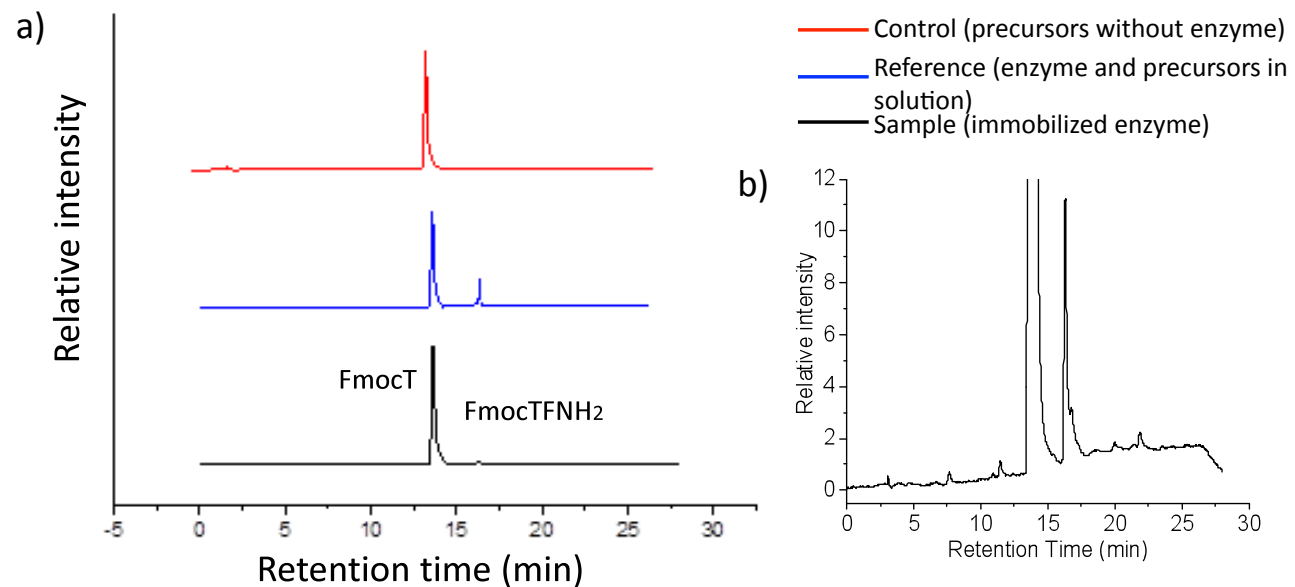 a)
Relative intensity
FmocT
FmocTFNH2
-5 0 5 10 15 20 25 30
Retention time (min)
Control (precursors without enzyme)
Reference (enzyme and precursors in
solution)
Sample (immobilized enzyme)
b)
Relative intensity
12
10
8
6
4
2
0
0 5 10 15 20 25 30
Retention Time (min)